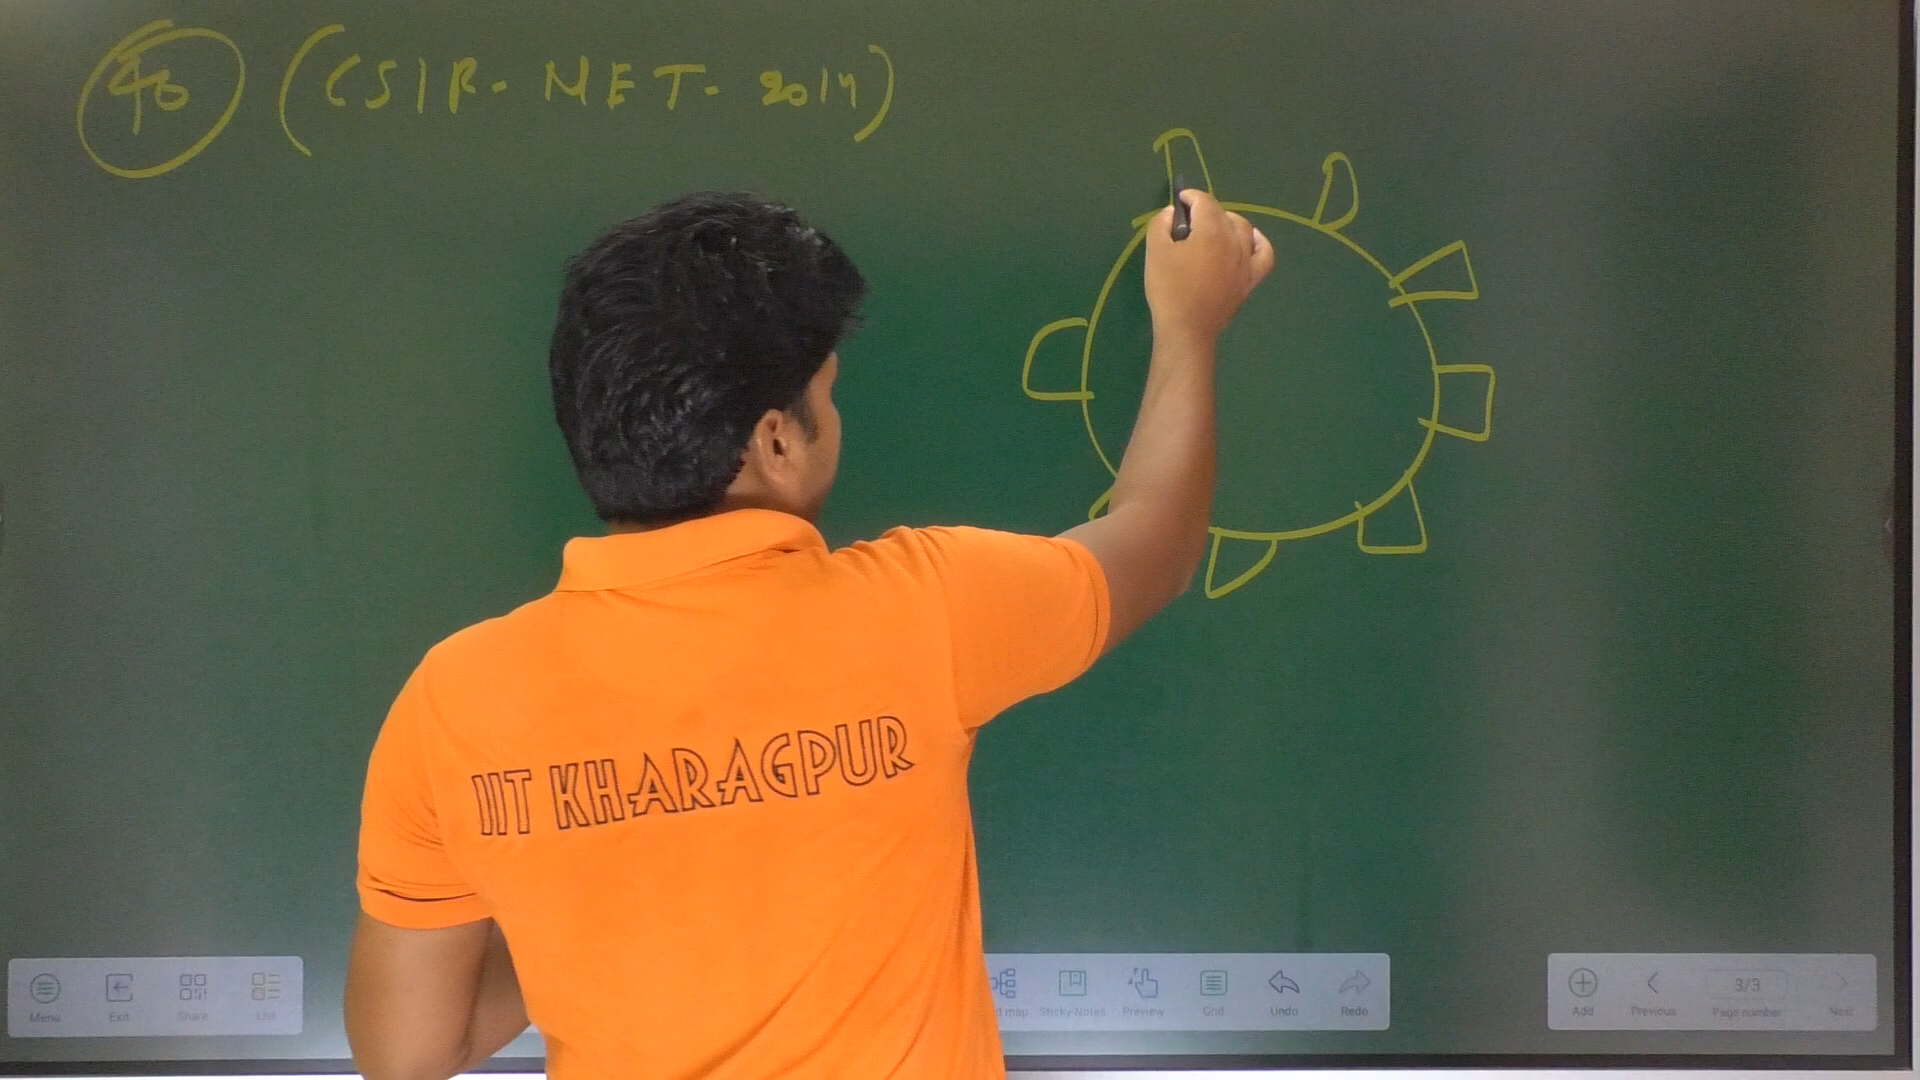 40 (CSIR-NET-2014)
IIT KHARAGPUR
Menu Exit Share List
d map Sticky-Notes Preview Grid Undo Redo
Add Previous 3/3 Page number Next